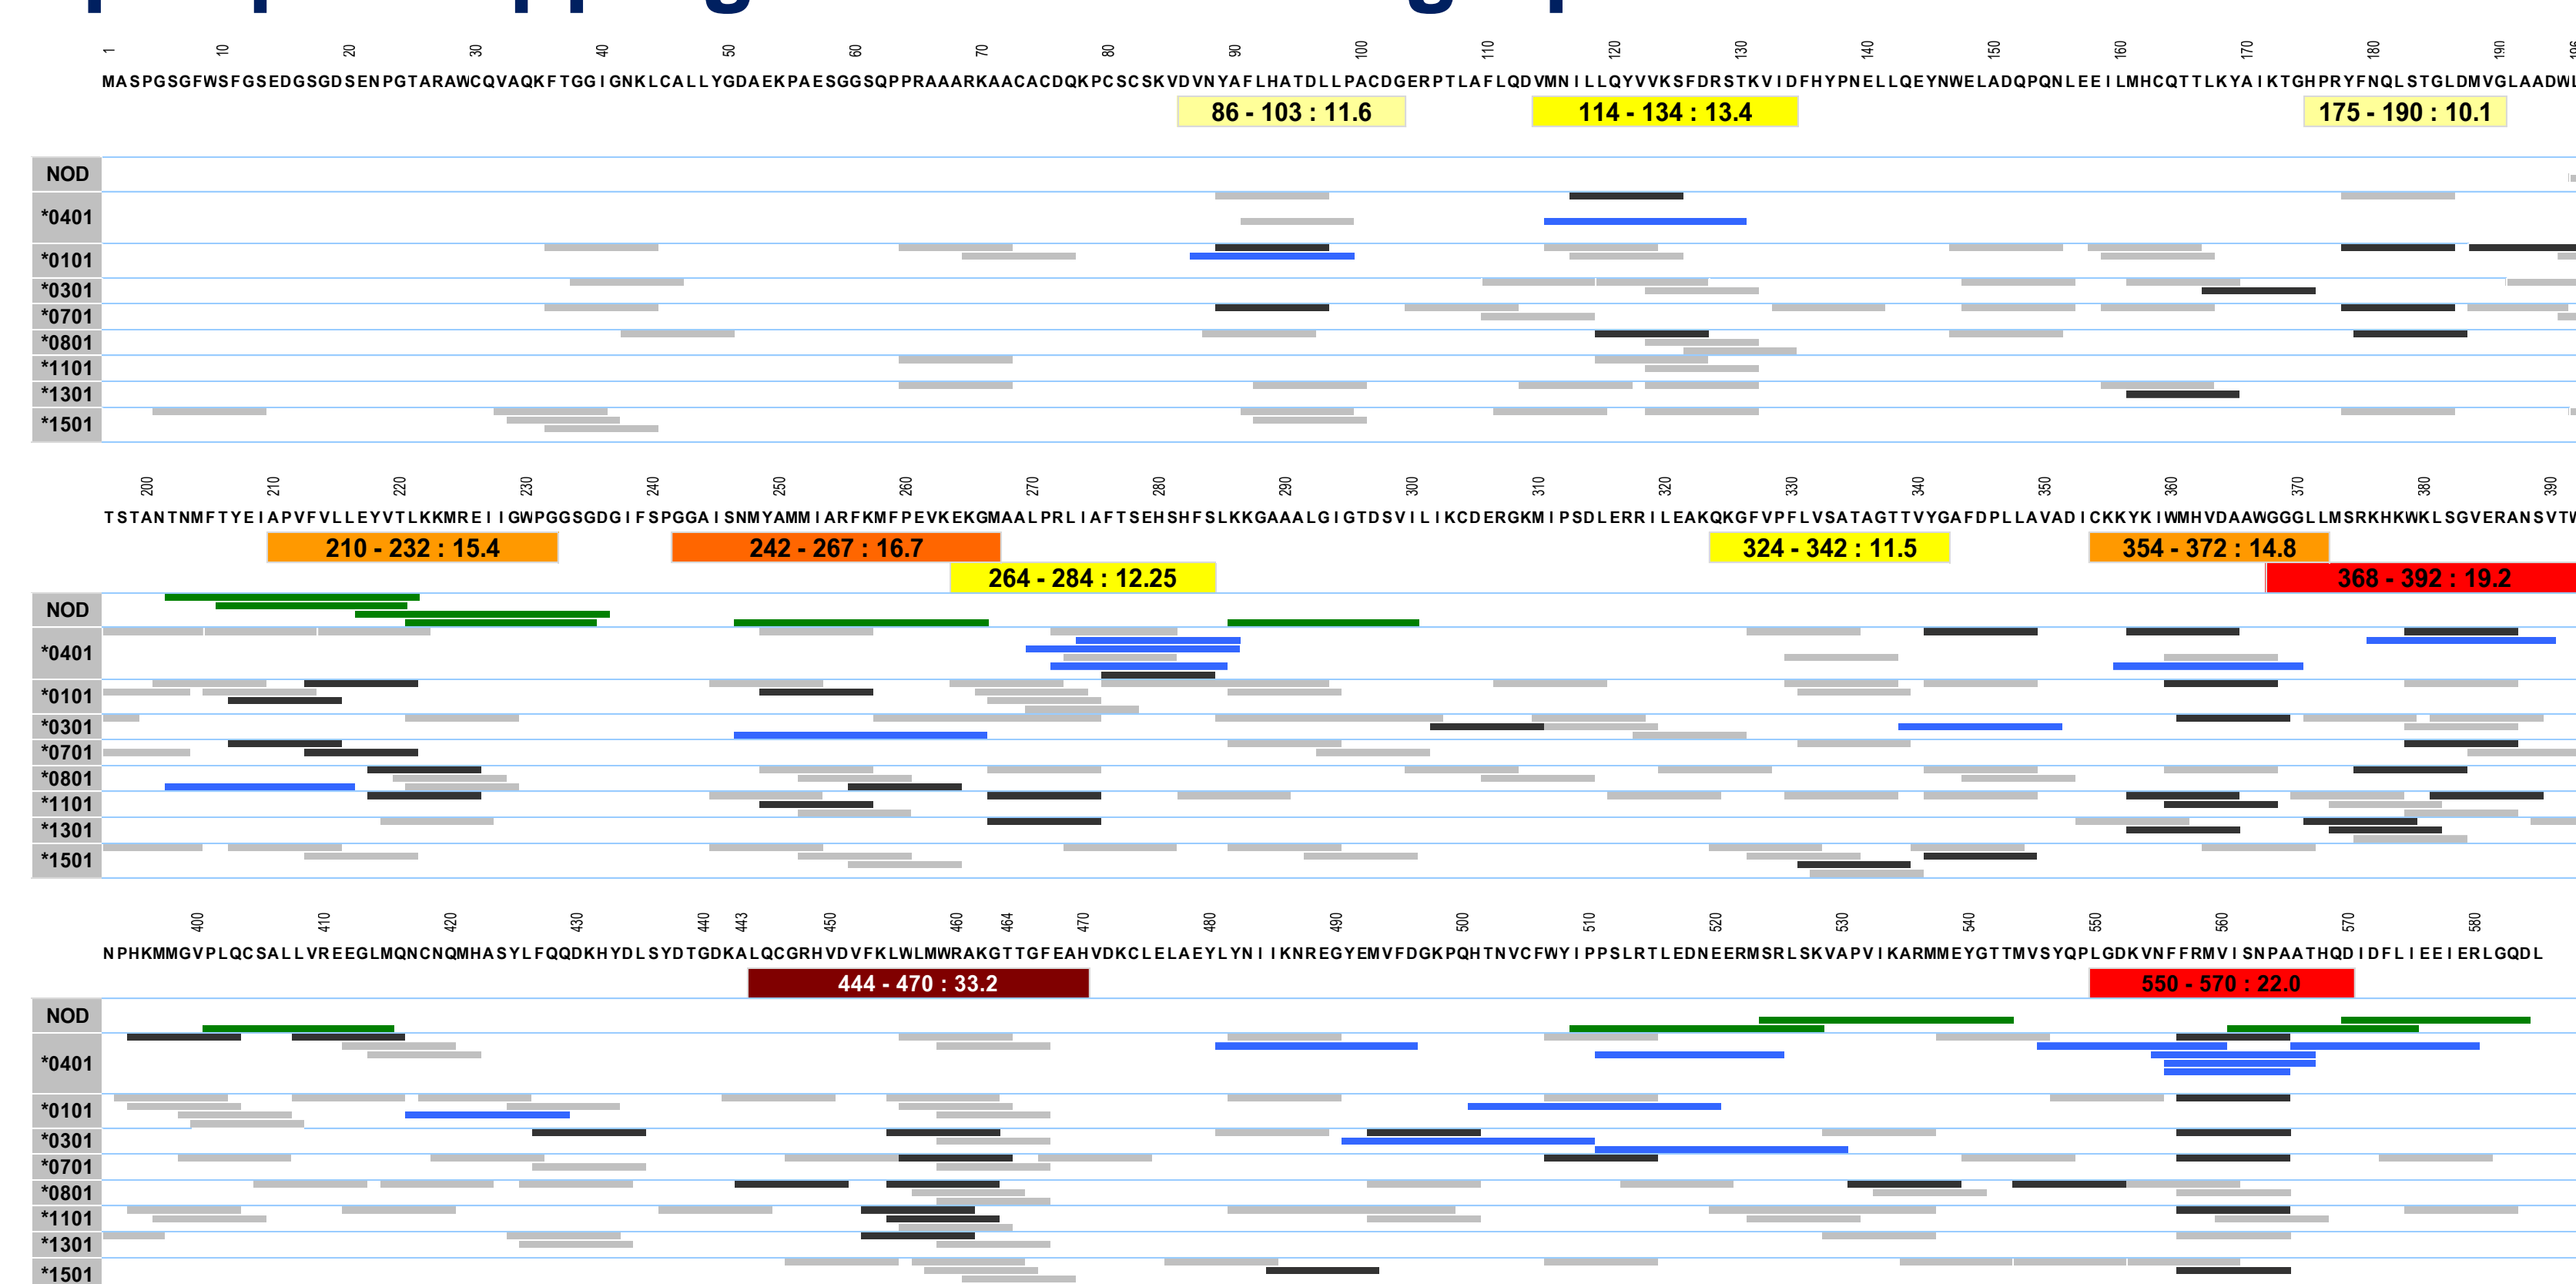 1 10 20 30 40 50 60 70 80 90 100 110 120 130 140 150 160 170 180 190 196
MASPGSGFWSFGSEDGSGDSENPGTARAWCQVAQKFTGGIGNKLCALLYGDAEKPAESGGSQPPRAAARKAACACDQKPCSCSKVDVNYAFLHATDLLPACDGERPTLAFLQDVMNILLQYVVKSFDRSTKVIDFHYPNELLQEYNWELADQPQNLEEILMHCQTTLKYAIKTGHPRYFNQLSTGLDMVGLAADWL
86 - 103 : 11.6 114 - 134 : 13.4 175 - 190 : 10.1
NOD
*0401
*0101
*0301
*0701
*0801
*1101
*1301
*1501
200 210 220 230 240 250 260 270 280 290 300 310 320 330 340 350 360 370 380 390
TSTANTNMFTYEIAPVFVLLEYVTLKKMREIIGWPGGSGDGIFSPGGAISNMYAMMIARFKMFPEVKEKGMAALPRLIAFTSEHSHFSLKKGAAALGIGTDSVILIKCDERGKMIPSDLERRILEAKQKGFVPFLVSATAGTTVYGAFDPLLAVADICKKYKIWMHVDAAWGGGLLMSRKHKWKLSGVERANSVTW
210 - 232 : 15.4 242 - 267 : 16.7 324 - 342 : 11.5 354 - 372 : 14.8
264 - 284 : 12.25 368 - 392 : 19.2
NOD
*0401
*0101
*0301
*0701
*0801
*1101
*1301
*1501
400 410 420 430 440 443 450 460 464 470 480 490 500 510 520 530 540 550 560 570 580
NPHKMMGVPLQCSALLVREEGLMQNCNQMHASYLFQQDKHYDLSYDTGDKALQCGRHVDVFKLWLMWRAKGTTGFEAHVDKCLELAEYLYNIIKNREGYEMVFDGKPQHTNVCFWYIPPSLRTLEDNEERMSRLSKVAPVIKARMMEYGTTMVSYQPLGDKVNFFRMVISNPAATHQDIDFLIEEIERLGQDL
444 - 470 : 33.2 550 - 570 : 22.0
NOD
*0401
*0101
*0301
*0701
*0801
*1101
*1301
*1501